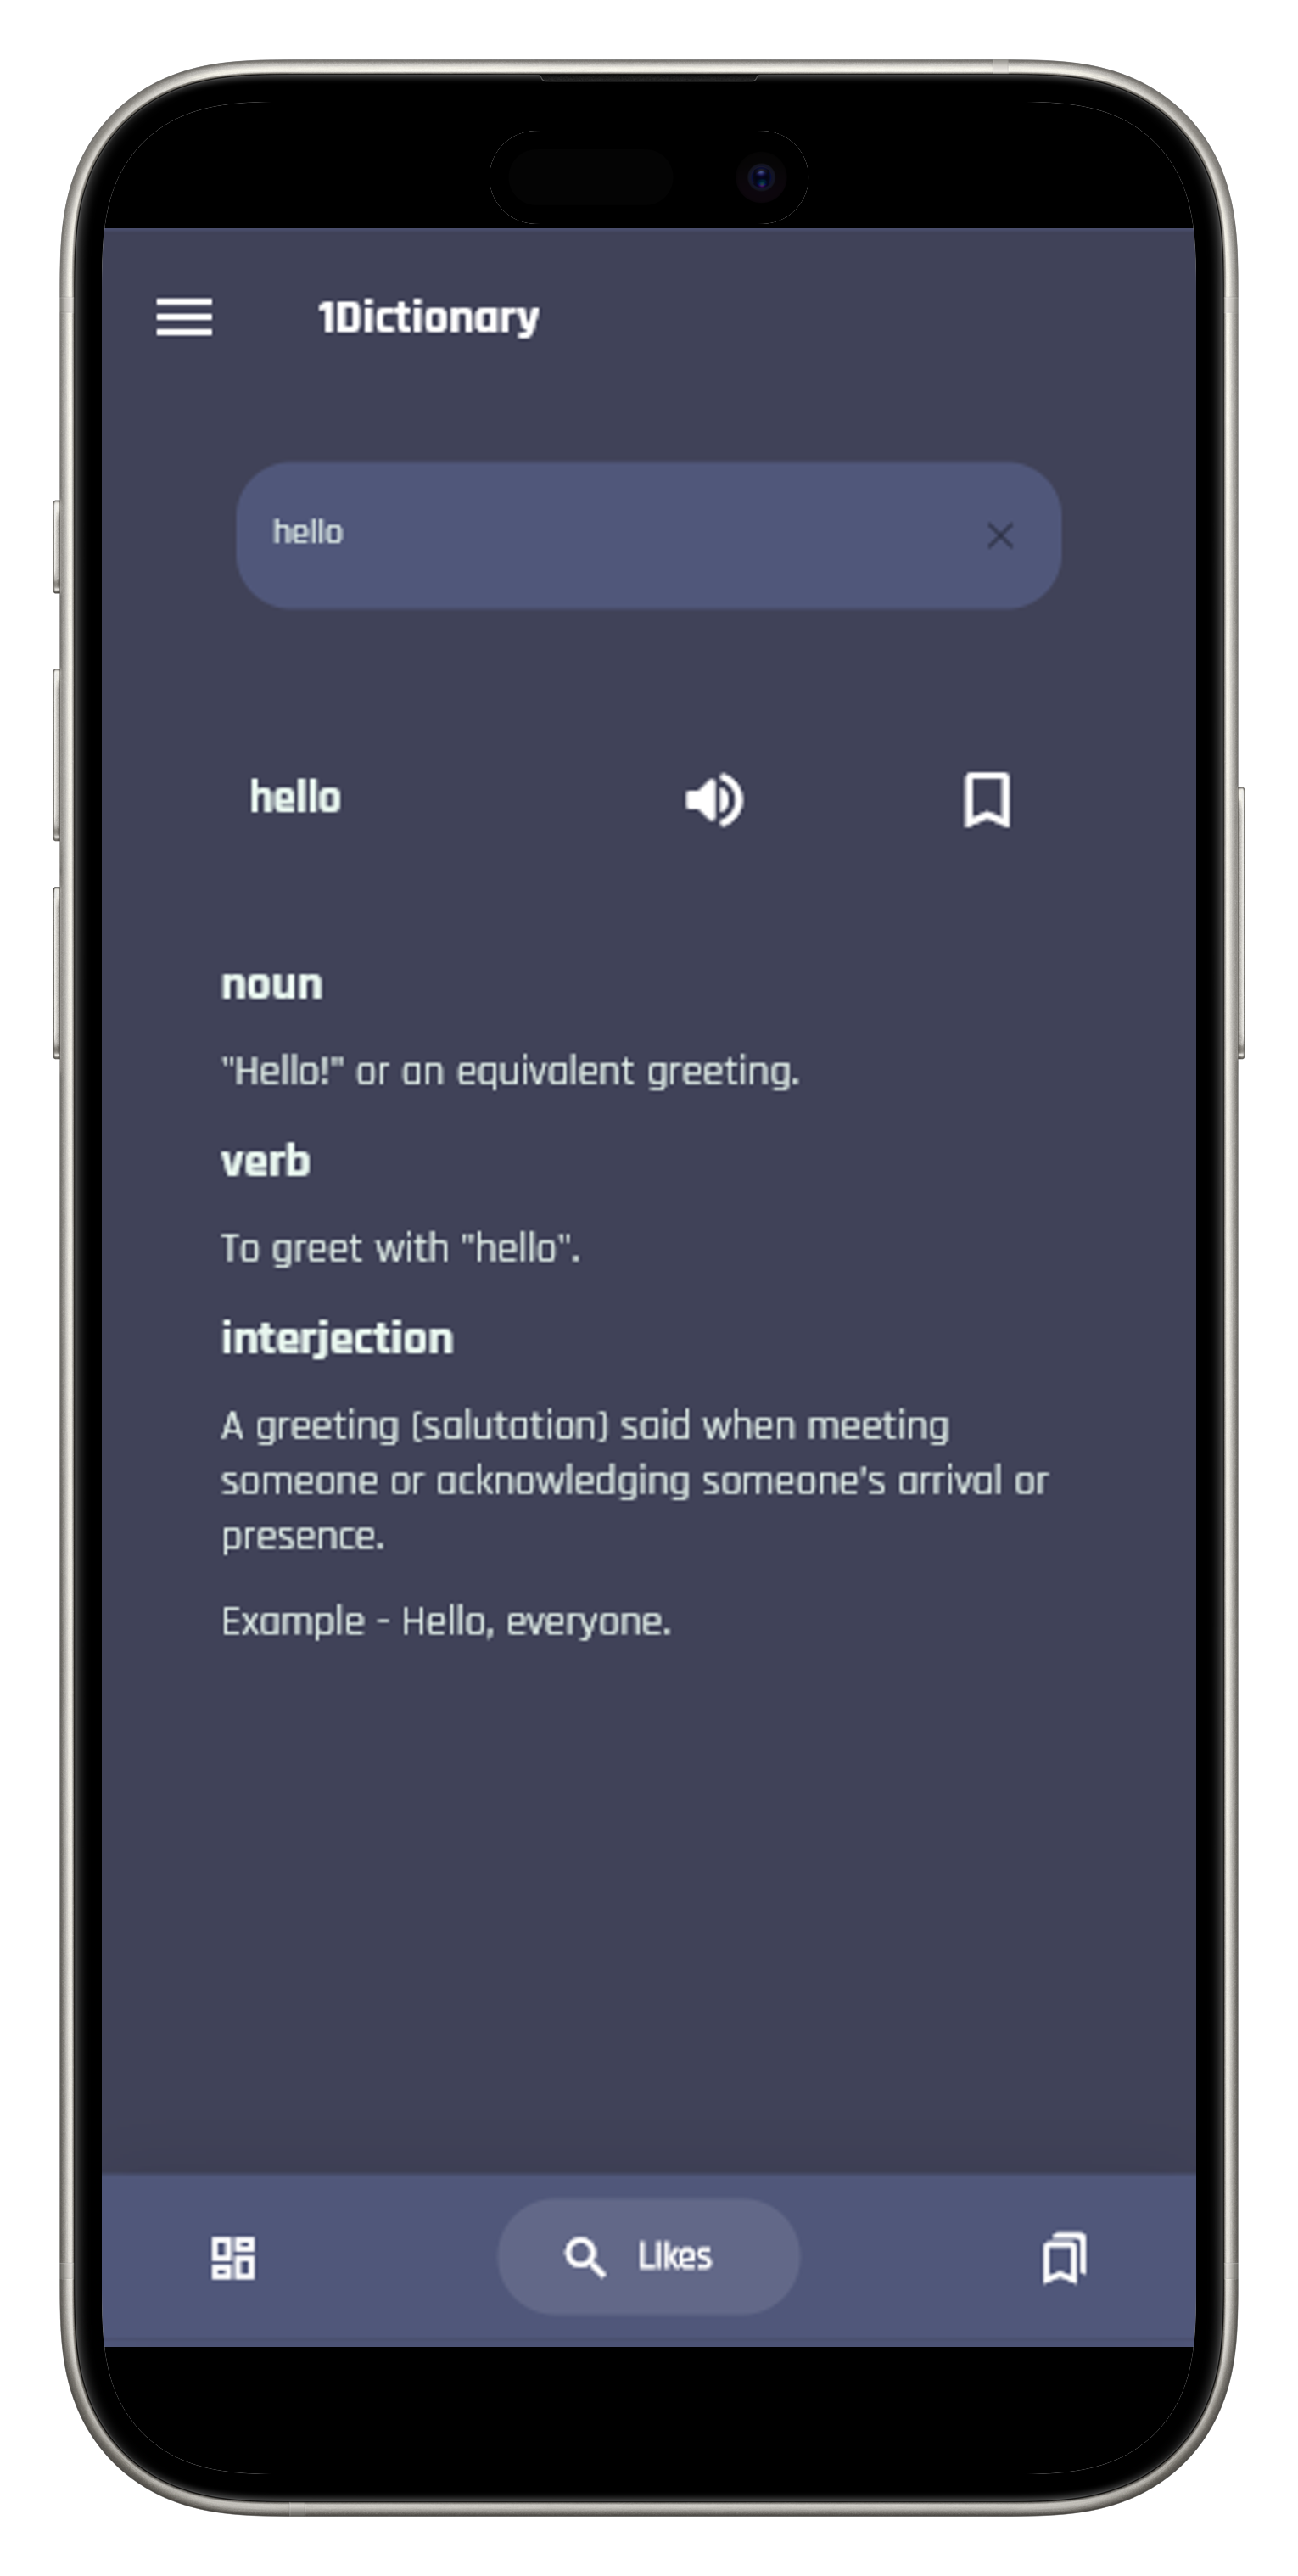 1Dictionary
hello
hello
noun
"Hello!" or an equivalent greeting.
verb
To greet with "hello".
interjection
A greeting (salutation) said when meeting
someone or acknowledging someone's arrival or
presence.
Example - Hello, everyone.
Likes